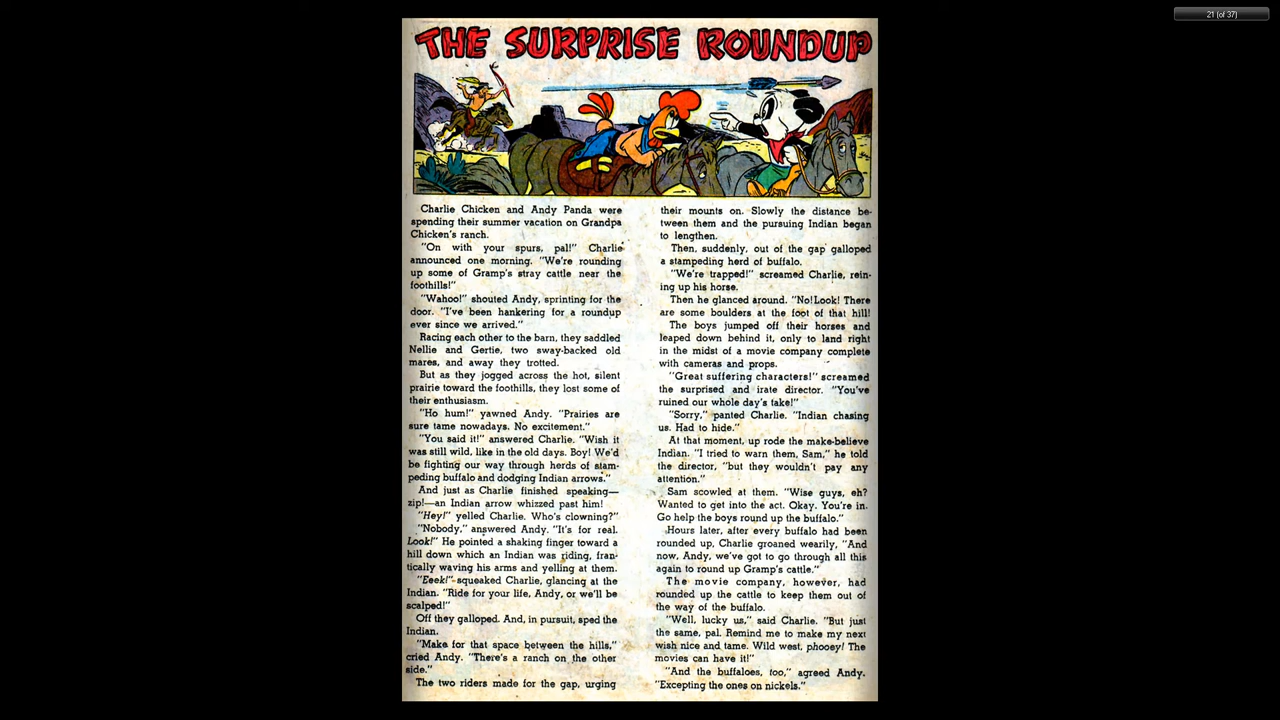 21 (of 37)
THE SURPRISE ROUNDUP
Charlie Chicken and Andy Panda were
spending their summer vacation on Grandpa
Chicken's ranch.
"On with your spurs, pal!" Charlie
announced one morning. "We're rounding
up some of Gramp's stray cattle near the
foothills!"
"Wahoo!" shouted Andy, sprinting for the
door. "I've been hankering for a roundup
ever since we arrived."
Racing each other to the barn, they saddled
Nellie and Gertie, two sway-backed old
mares, and away they trotted.
But as they jogged across the hot, silent
prairie toward the foothills, they lost some of
their enthusiasm.
"Ho hum!" yawned Andy. "Prairies are
sure tame nowadays. No excitement."
"You said it!" answered Charlie. "Wish it
was still wild, like in the old days. Boy! We'd
be fighting our way through herds of stam-
peding buffalo and dodging Indian arrows."
And just as Charlie finished speaking—
zip!—an Indian arrow whizzed past him!
"Hey!" yelled Charlie. Who's clowning?"
"Nobody," answered Andy. "It's for real.
Look!" He pointed a shaking finger toward a
hill down which an Indian was riding, fran-
tically waving his arms and yelling at them.
"Eeek!" squeaked Charlie, glancing at the
Indian. "Ride for your life, Andy, or we'll be
scalped!"
Off they galloped. And, in pursuit, sped the
Indian.
"Make for that space between the hills,"
cried Andy. "There's a ranch on the other
side."
The two riders made for the gap, urging
their mounts on. Slowly the distance be-
tween them and the pursuing Indian began
to lengthen.
Then, suddenly, out of the gap galloped
a stampeding herd of buffalo.
"We're trapped!" screamed Charlie, rein-
ing up his horse.
Then he glanced around. "No! Look! There
are some boulders at the foot of that hill!
The boys jumped off their horses and
leaped down behind it, only to land right
in the midst of a movie company complete
with cameras and props.
"Great suffering characters!" screamed
the surprised and irate director. "You've
ruined our whole day's take!"
"Sorry," panted Charlie. "Indian chasing
us. Had to hide."
At that moment, up rode the make-believe
Indian. "I tried to warn them, Sam," he told
the director, "but they wouldn't pay any
attention."
Sam scowled at them. "Wise guys, eh?
Wanted to get into the act. Okay. You're in.
Go help the boys round up the buffalo."
Hours later, after every buffalo had been
rounded up, Charlie groaned wearily, "And
now, Andy, we've got to go through all this
again to round up Gramp's cattle."
The movie company, however, had
rounded up the cattle to keep them out of
the way of the buffalo.
"Well, lucky us," said Charlie. "But just
the same, pal. Remind me to make my next
wish nice and tame. Wild west, phooey! The
movies can have it!"
"And the buffaloes, too," agreed Andy.
"Excepting the ones on nickels."